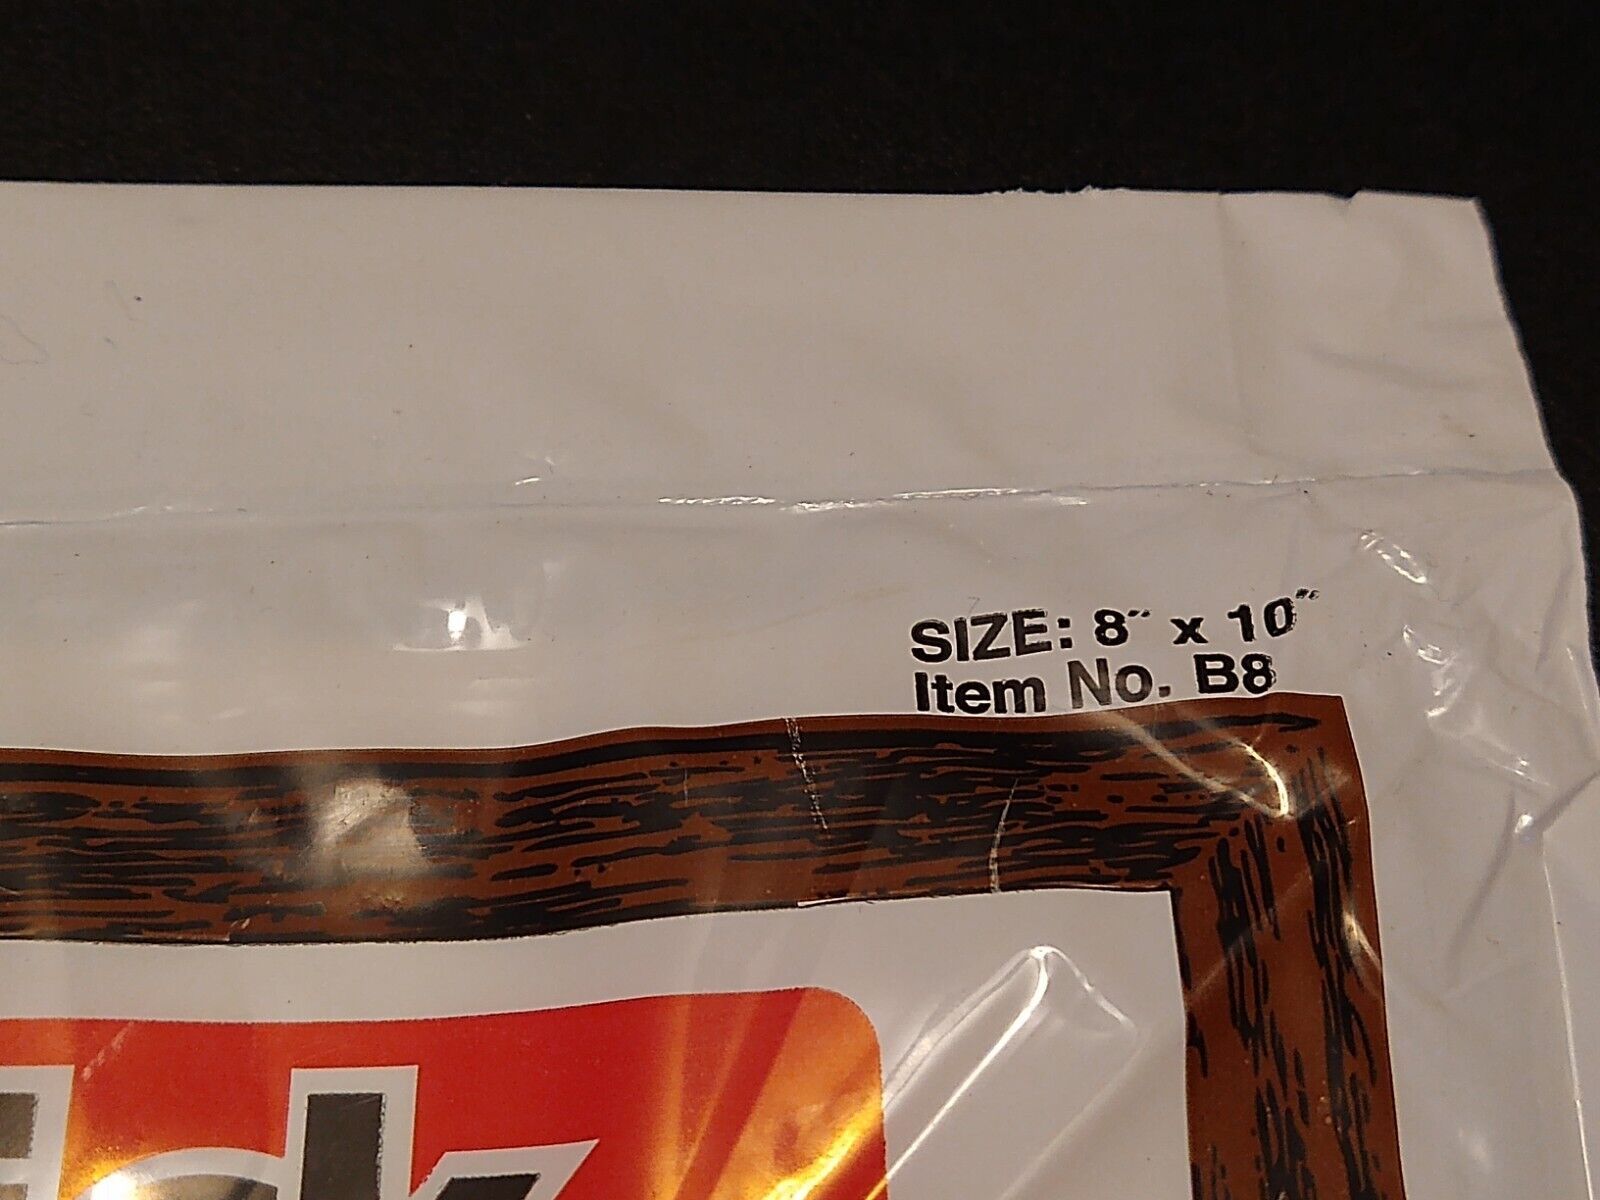 SIZE: 8" x 10"
Item No. B8